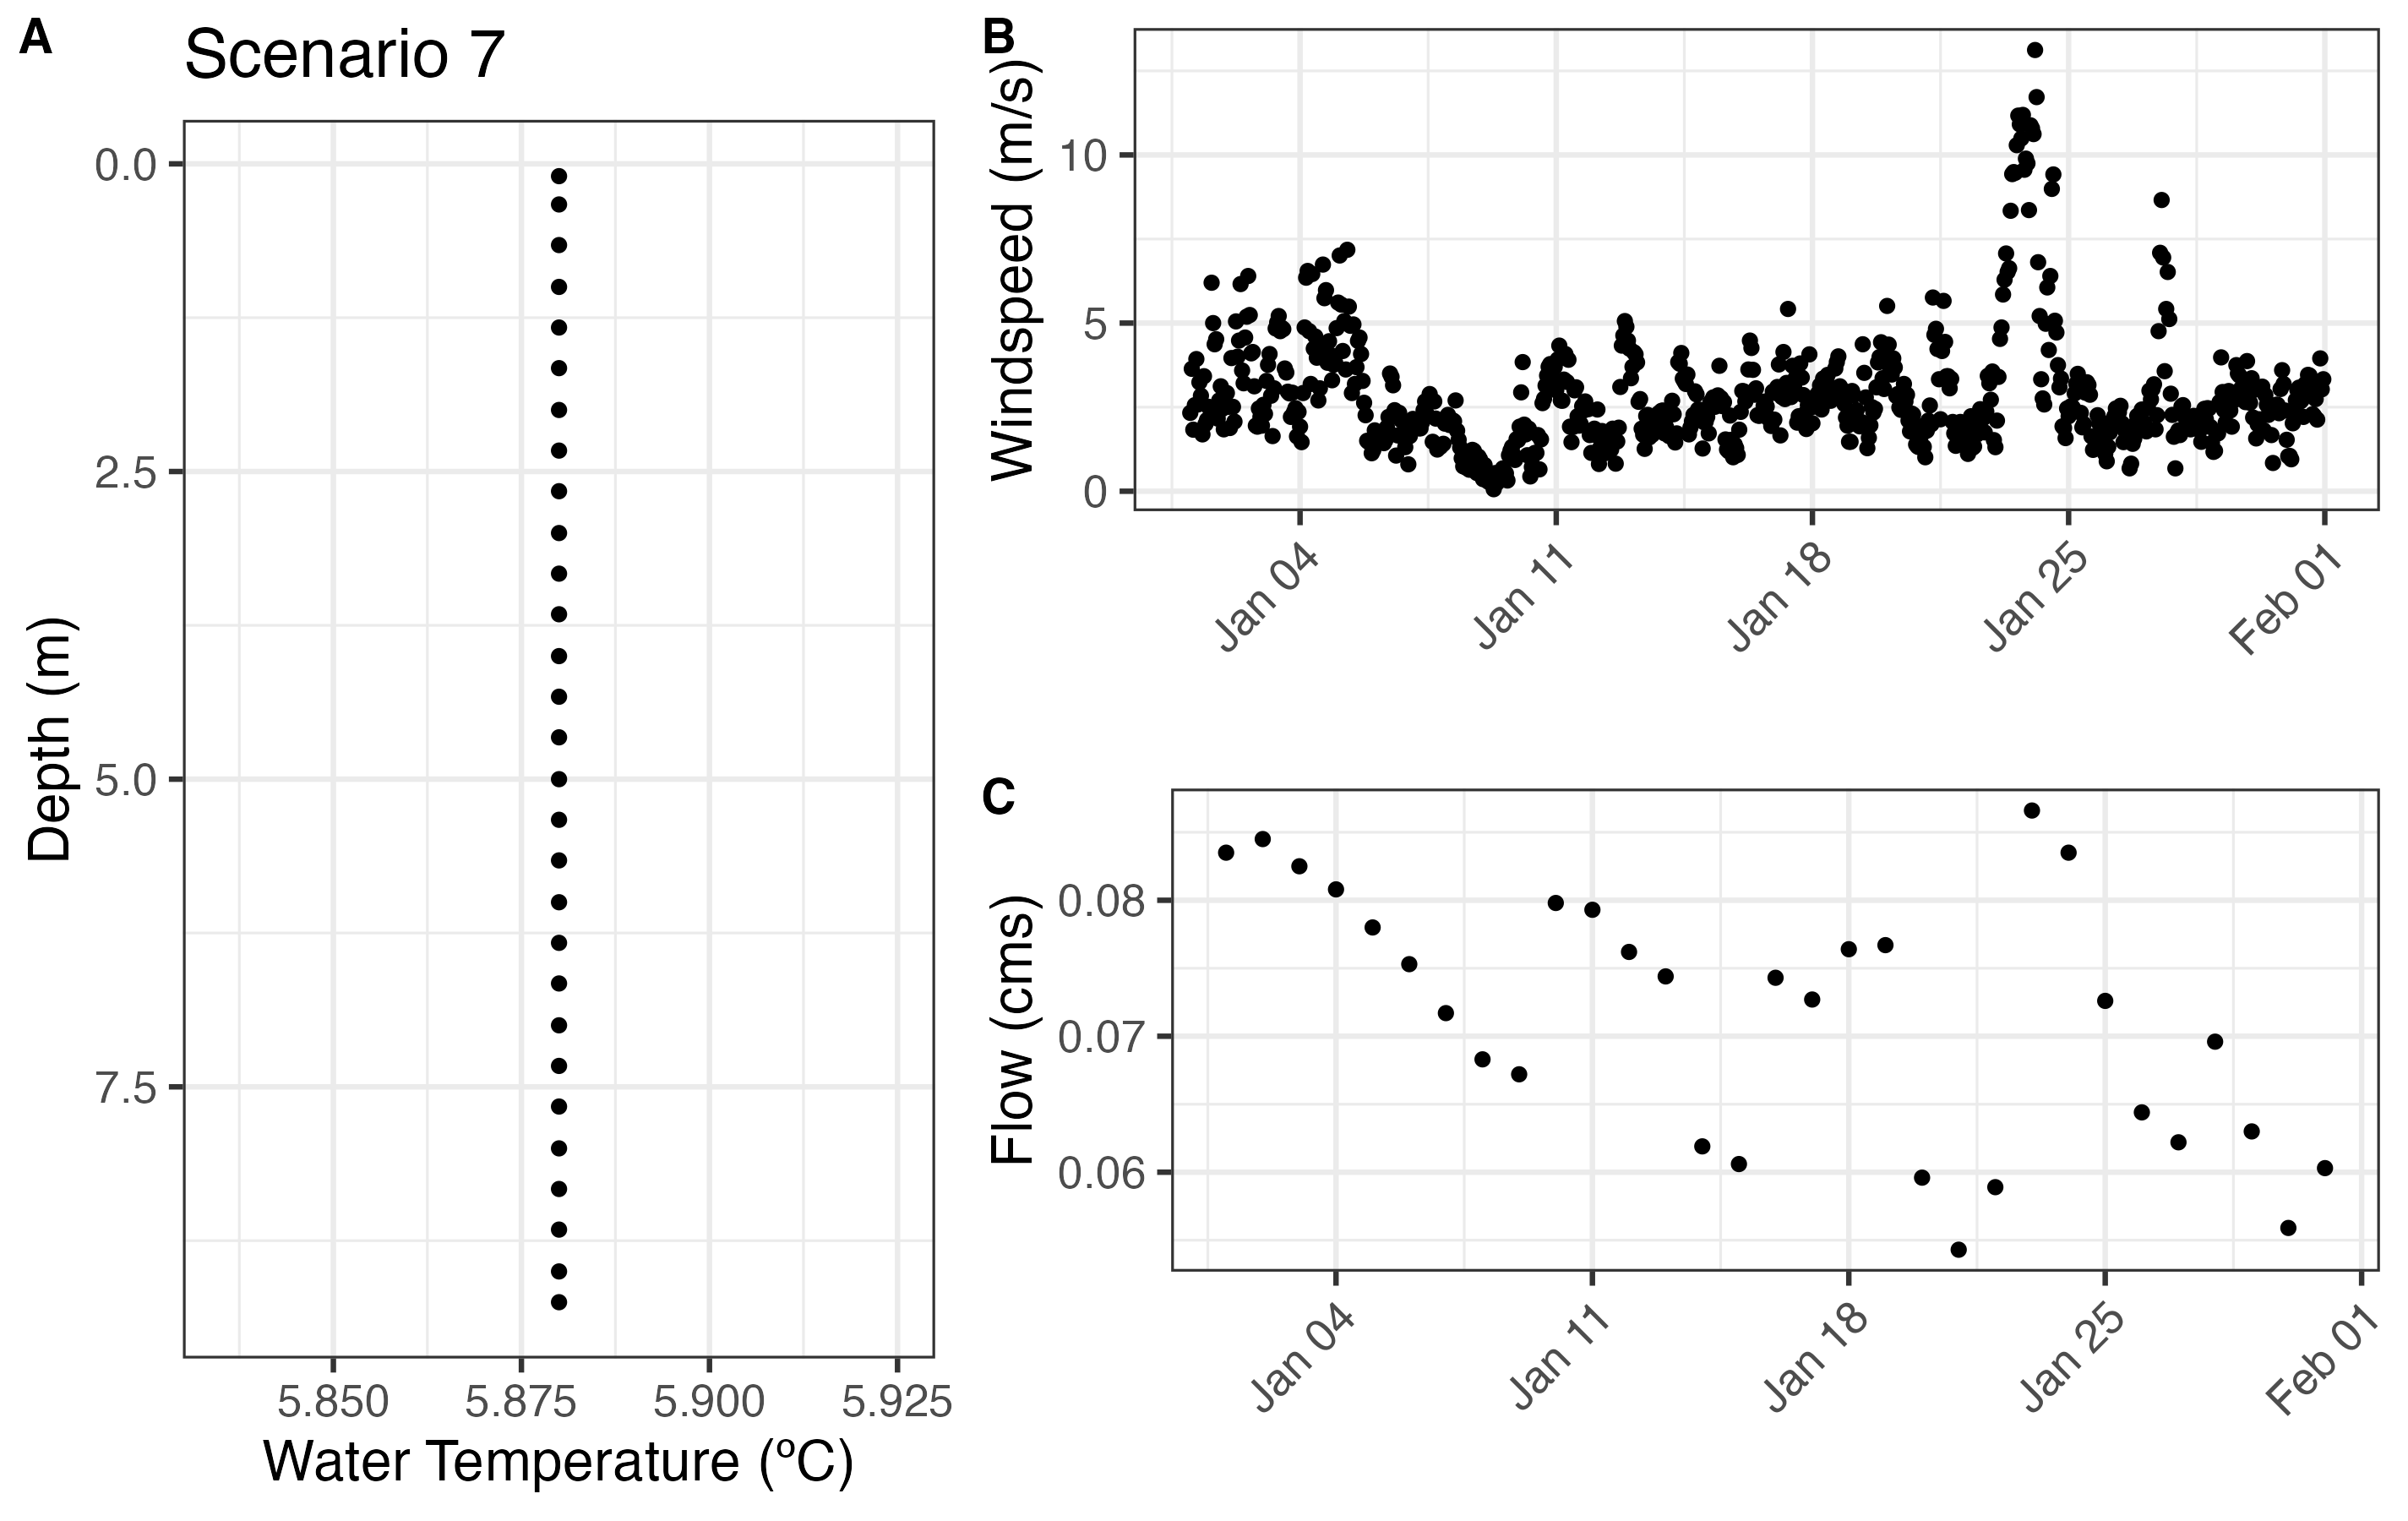 A
Scenario 7
0.0
2.5
5.0
7.5
Depth (m)
5.850 5.875 5.900 5.925
Water Temperature (ºC)
B
Windspeed (m/s)
10
5
0
Jan 04 Jan 11 Jan 18 Jan 25 Feb 01
C
Flow (cms)
0.08
0.07
0.06
Jan 04 Jan 11 Jan 18 Jan 25 Feb 01